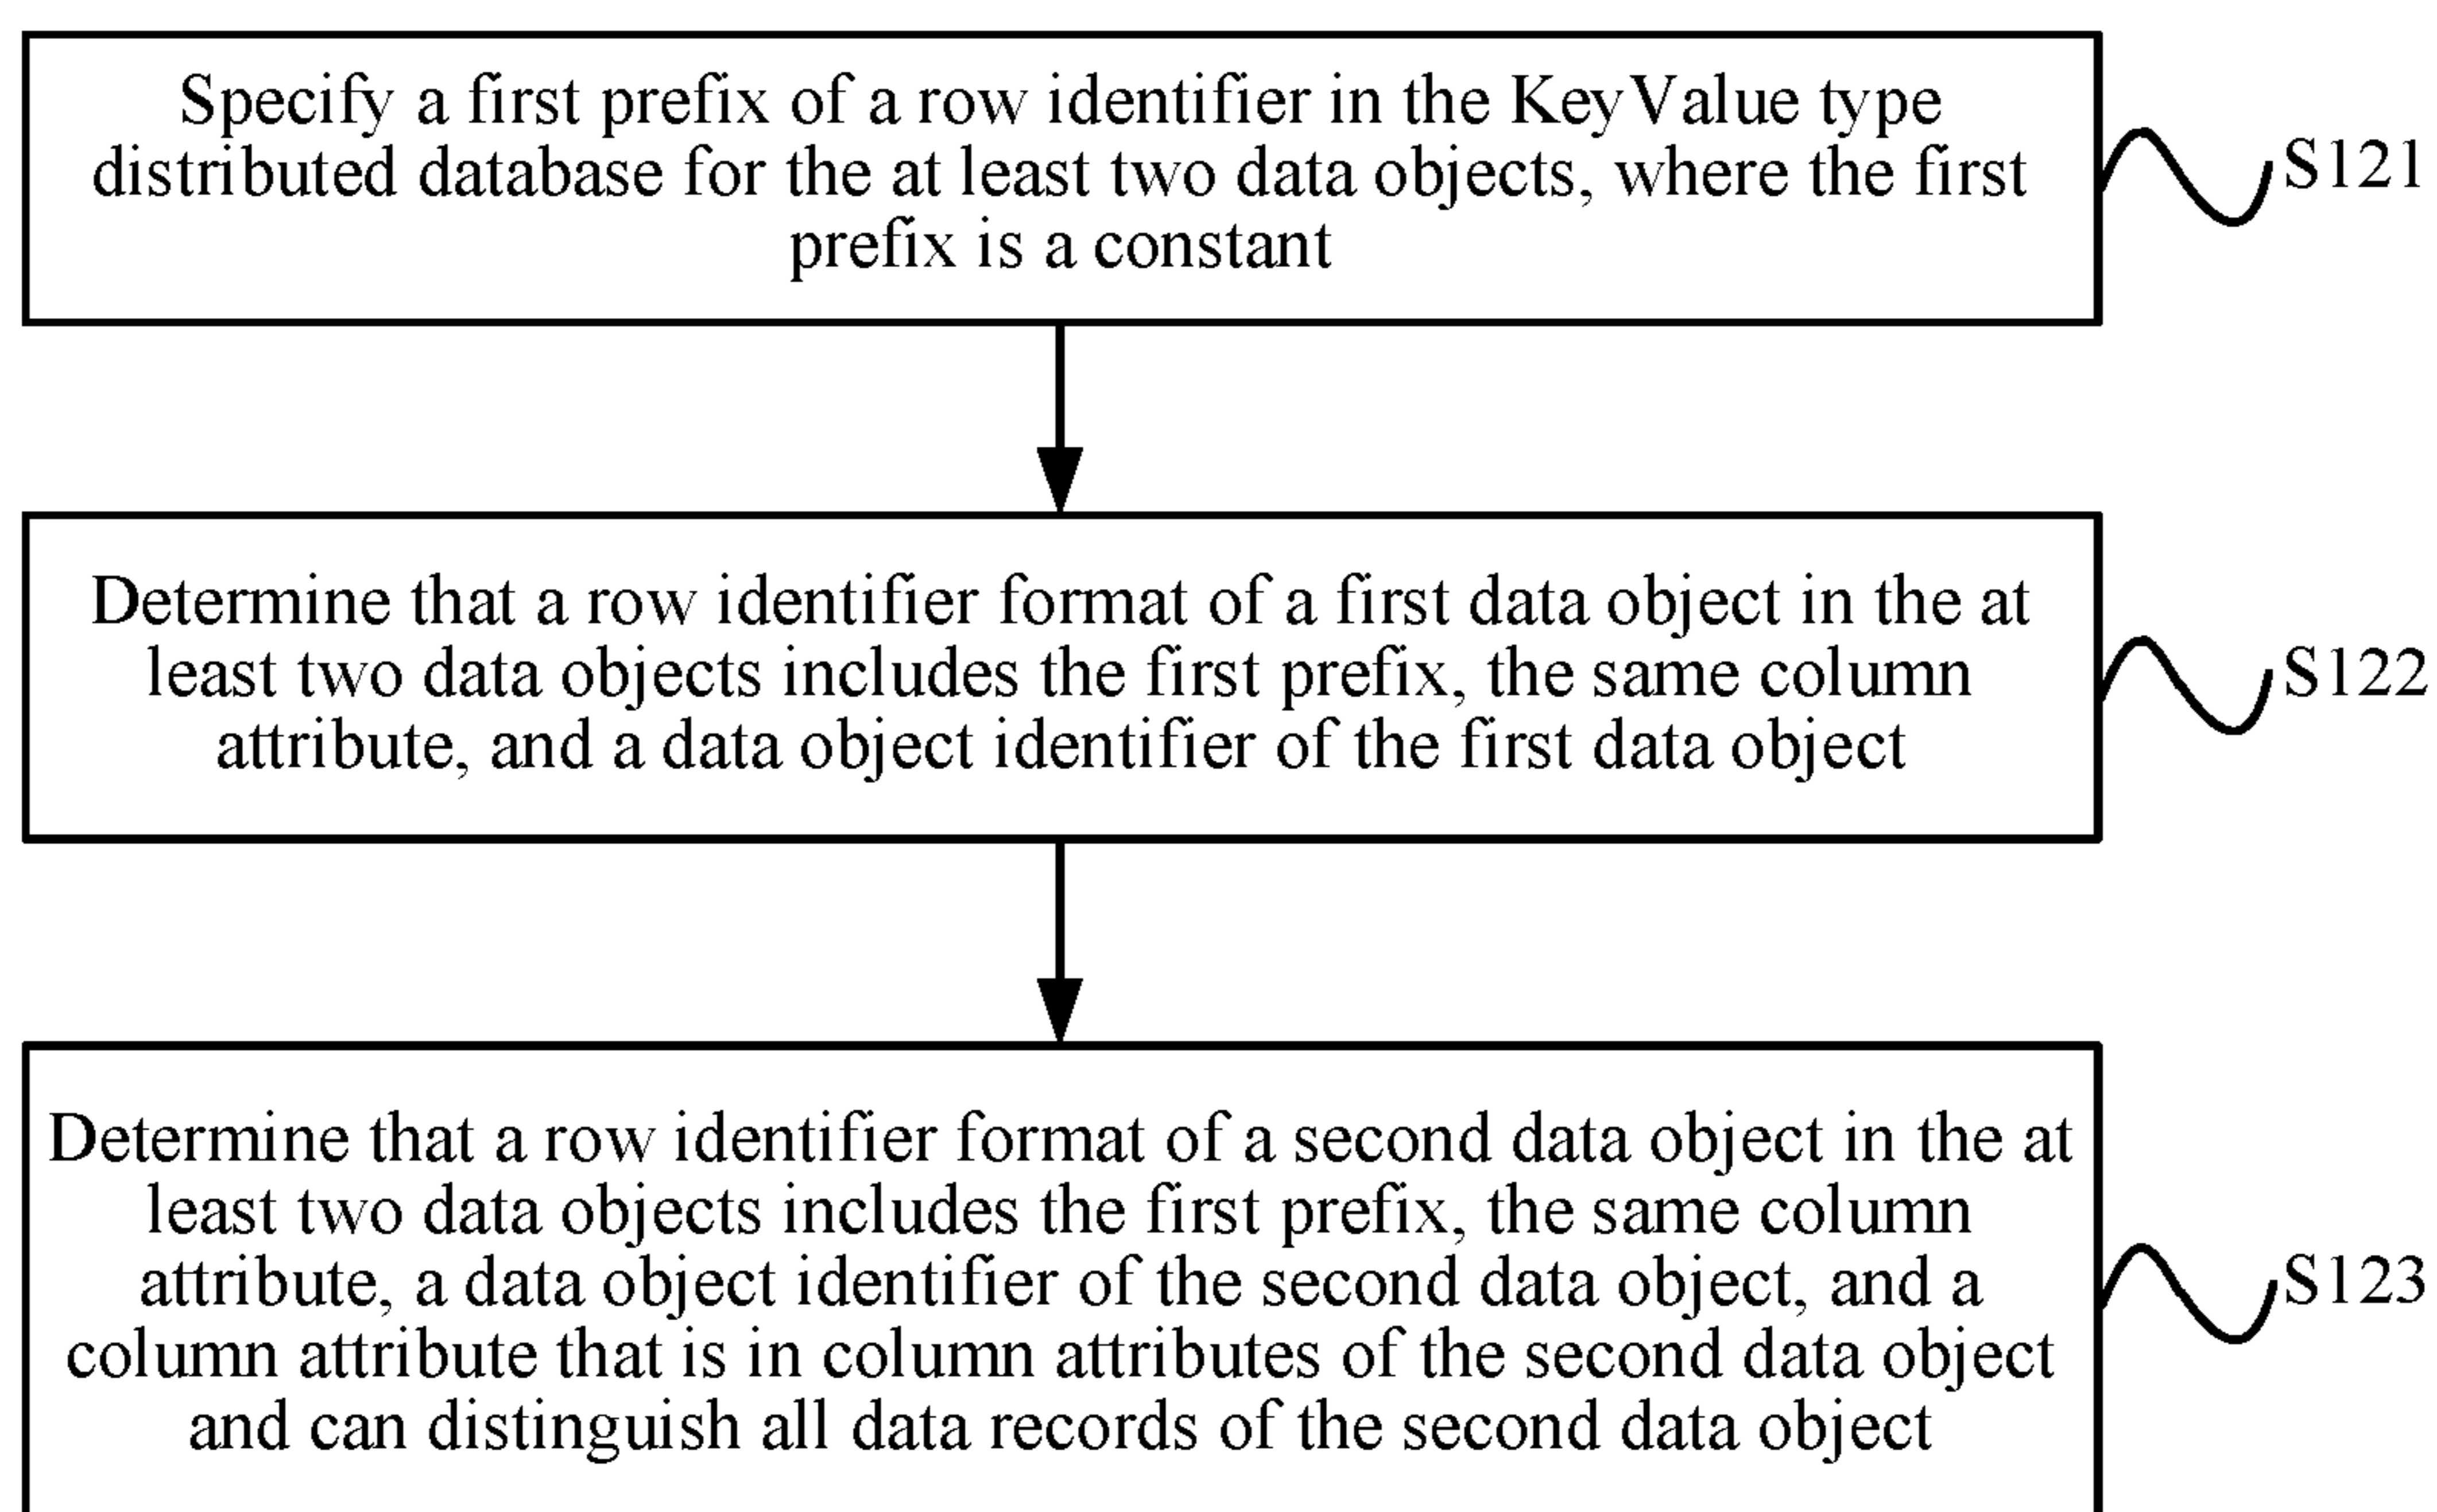 Specify a first prefix of a row identifier in the KeyValue type
distributed database for the at least two data objects, where the first
prefix is a constant
S121
Determine that a row identifier format of a first data object in the at
least two data objects includes the first prefix, the same column
attribute, and a data object identifier of the first data object
S122
Determine that a row identifier format of a second data object in the at
least two data objects includes the first prefix, the same column
attribute, a data object identifier of the second data object, and a
column attribute that is in column attributes of the second data object
and can distinguish all data records of the second data object
S123